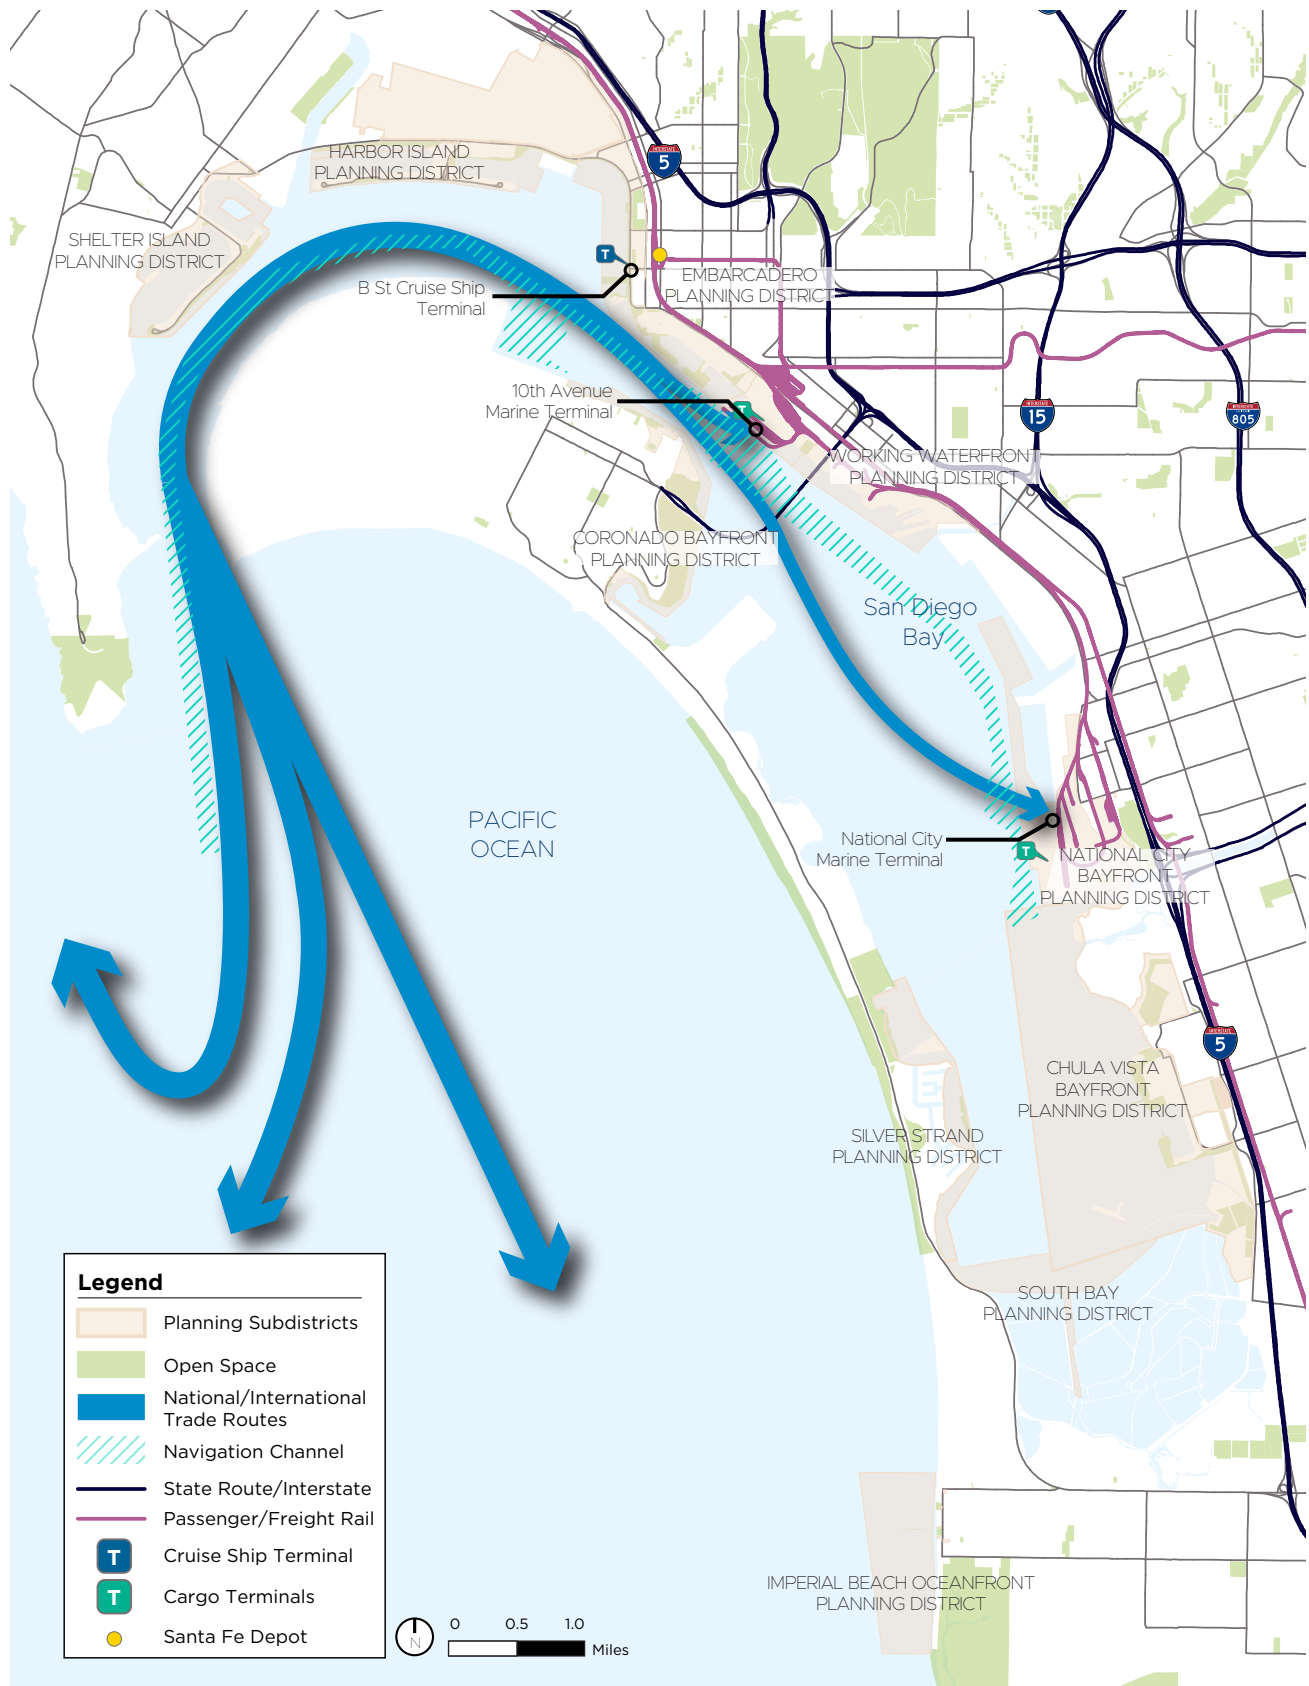 HARBOR ISLAND
PLANNING DISTRICT
INTERSTATE
5
SHELTER ISLAND
PLANNING DISTRICT
T
EMBARCADERO
PLANNING DISTRICT
B St Cruise Ship
Terminal
10th Avenue
Marine Terminal
T
INTERSTATE
15
INTERSTATE
805
WORKING WATERFRONT
PLANNING DISTRICT
CORONADO BAYFRONT
PLANNING DISTRICT
San Diego
Bay
PACIFIC
OCEAN
National City
Marine Terminal
T
NATIONAL CITY
BAYFRONT
PLANNING DISTRICT
INTERSTATE
5
CHULA VISTA
BAYFRONT
PLANNING DISTRICT
SILVER STRAND
PLANNING DISTRICT
SOUTH BAY
PLANNING DISTRICT
IMPERIAL BEACH OCEANFRONT
PLANNING DISTRICT
Legend
Planning Subdistricts
Open Space
National/International
Trade Routes
Navigation Channel
State Route/Interstate
Passenger/Freight Rail
T Cruise Ship Terminal
T Cargo Terminals
Santa Fe Depot
N
0 0.5 1.0
Miles